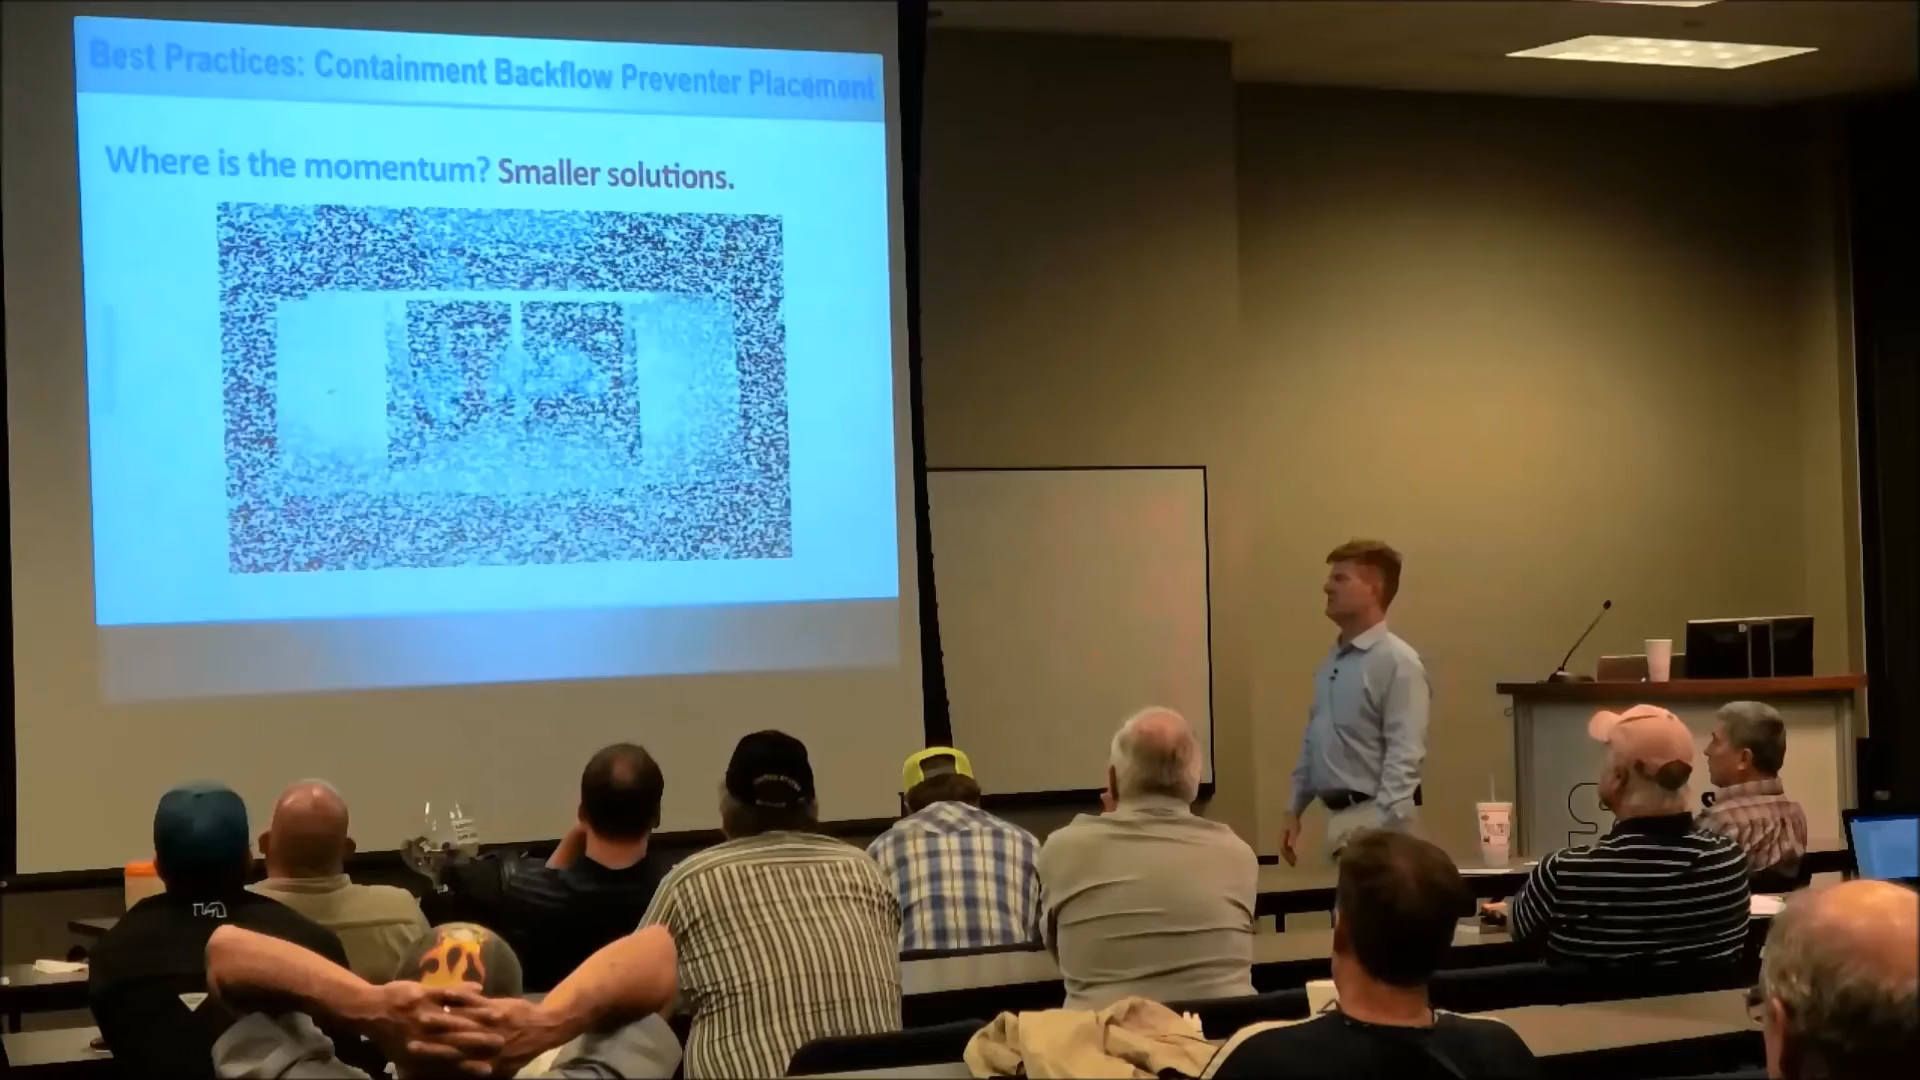 Best Practices: Containment Backflow Preventer Placement
Where is the momentum? Smaller solutions.